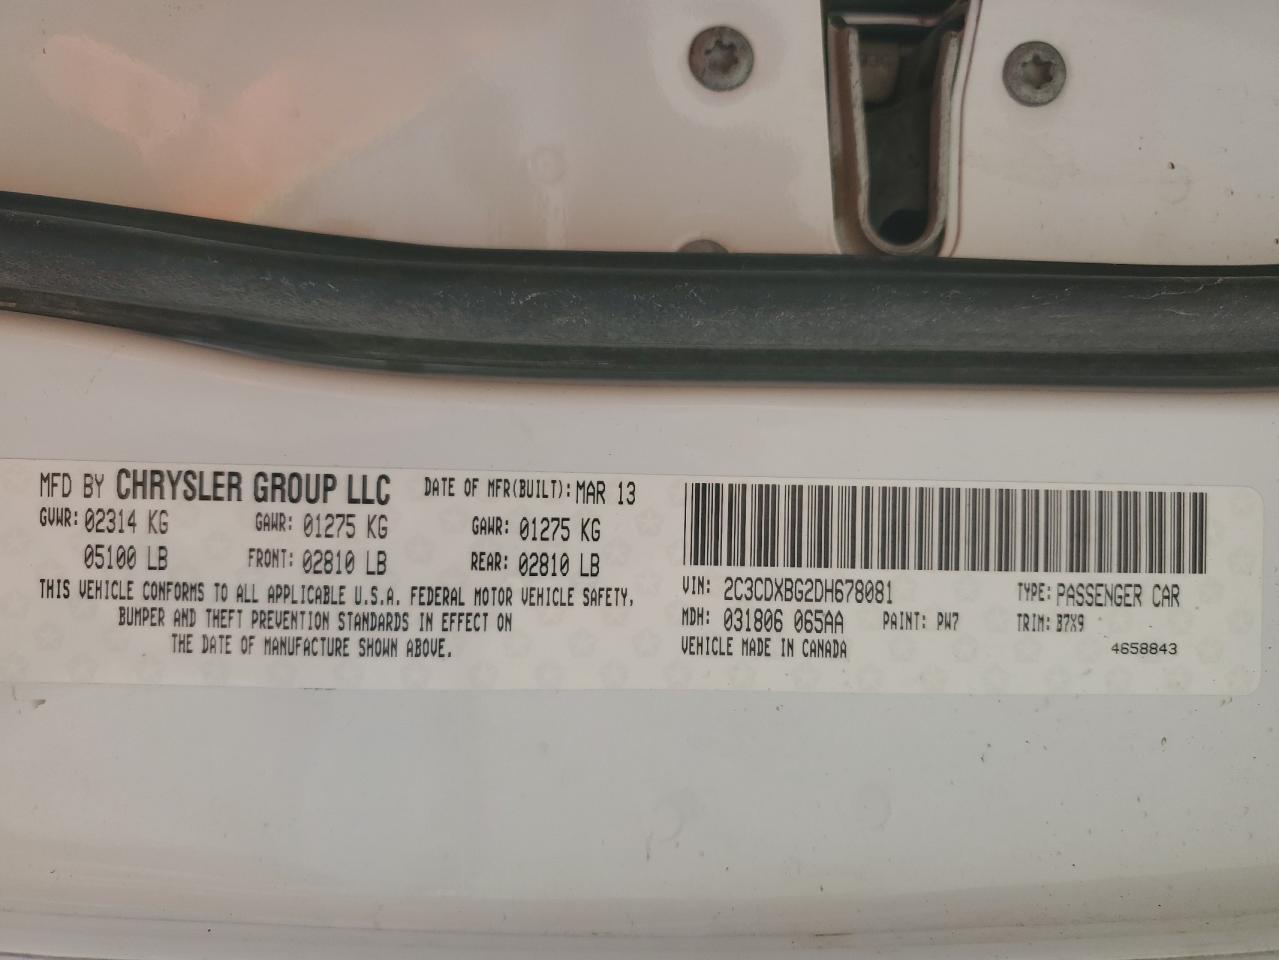 MFD BY CHRYSLER GROUP LLC DATE OF MFR(BUILT): MAR 13
GVWR: 02314 KG GAWR: 01275 KG GAWR: 01275 KG
05100 LB FRONT: 02810 LB REAR: 02810 LB
THIS VEHICLE CONFORMS TO ALL APPLICABLE U.S.A. FEDERAL MOTOR VEHICLE SAFETY,
BUMPER AND THEFT PREVENTION STANDARDS IN EFFECT ON
THE DATE OF MANUFACTURE SHOWN ABOVE.
VIN: 2C3CDXBG2DH678081 TYPE: PASSENGER CAR
MDH: 031806 065AA PAINT: PW7 TRIM: B7X9
VEHICLE MADE IN CANADA 4658843